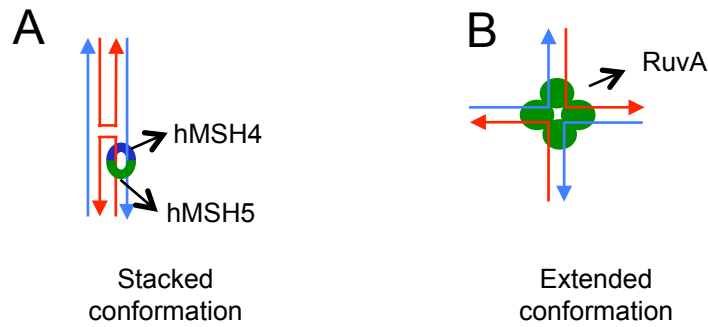 A
hMSH4
hMSH5
Stacked
conformation
B
RuvA
Extended
conformation